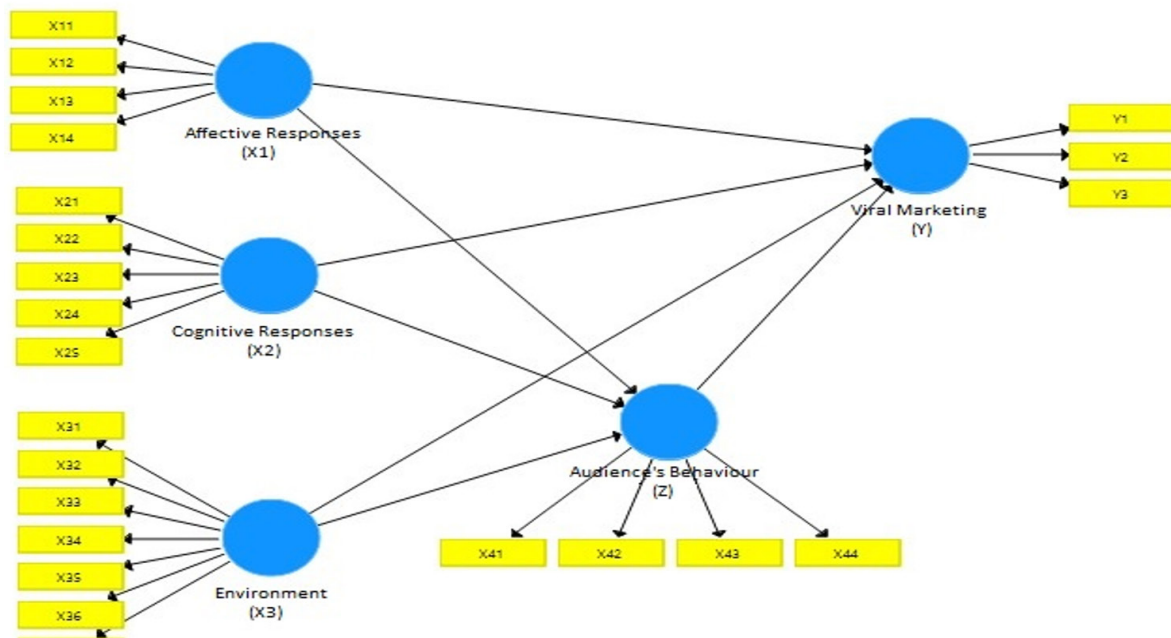 X11
X12
X13
X14
Affective Responses
(X1)
X21
X22
X23
X24
X25
Cognitive Responses
(X2)
X31
X32
X33
X34
X35
X36
Environment
(X3)
Audience's Behaviour
(Z)
X41
X42
X43
X44
Viral Marketing
(Y)
Y1
Y2
Y3